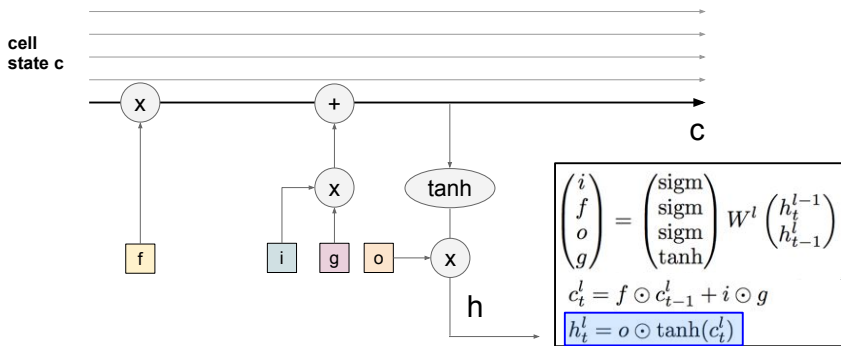 cell
state c
x
+
c
x
tanh
f
i
g
o
x
h
i
f
o
g
=
sigm
sigm
sigm
tanh
W^l
h_t^{l-1}
h_{t-1}^l
c_t^l = f ⊙ c_{t-1}^l + i ⊙ g
h_t^l = o ⊙ tanh(c_t^l)